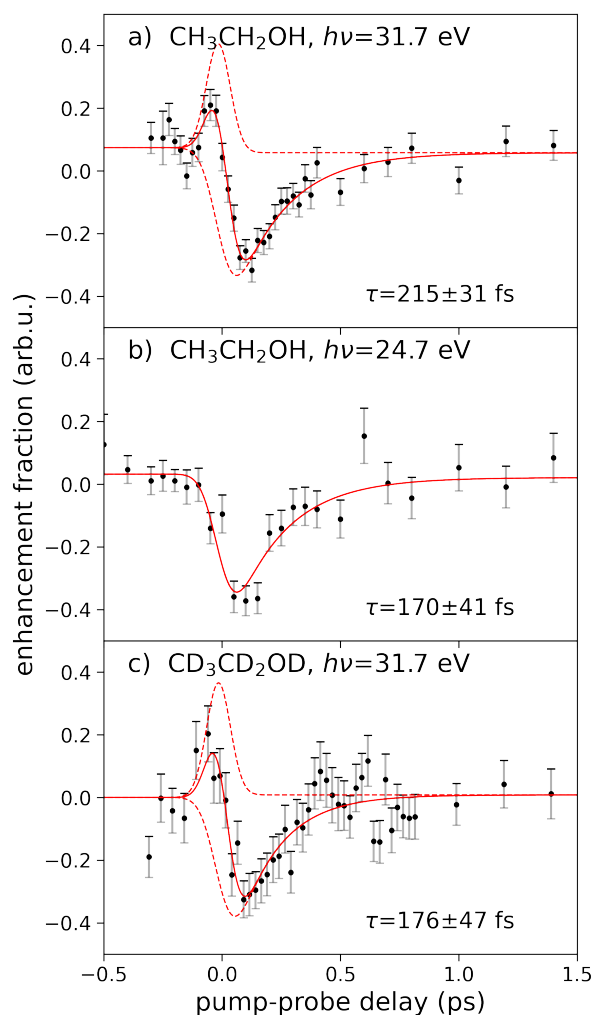 a) CH₃CH₂OH, hν=31.7 eV
0.4
0.2
0.0
−0.2
−0.4
τ=215±31 fs
b) CH₃CH₂OH, hν=24.7 eV
0.4
0.2
0.0
−0.2
−0.4
τ=170±41 fs
c) CD₃CD₂OD, hν=31.7 eV
0.4
0.2
0.0
−0.2
−0.4
τ=176±47 fs
enhancement fraction (arb.u.)
−0.5 0.0 0.5 1.0 1.5
pump-probe delay (ps)